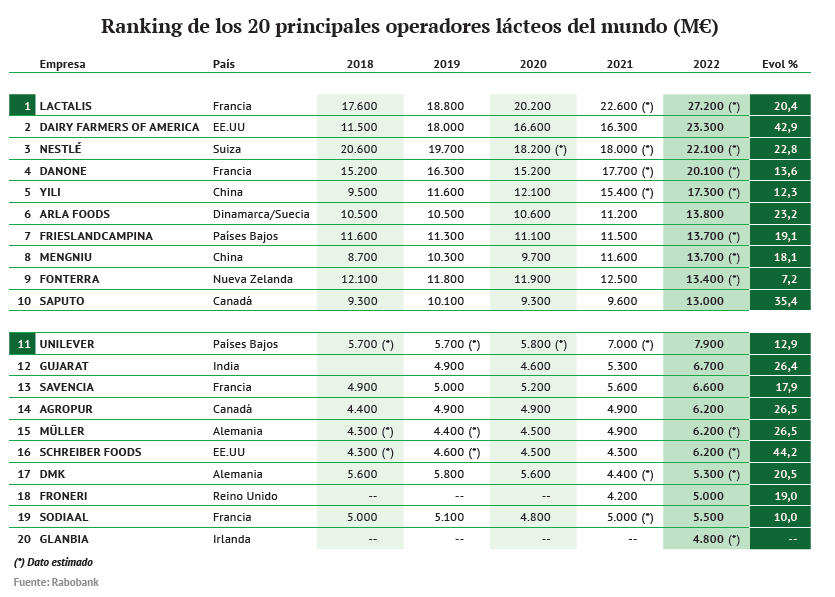 Ranking de los 20 principales operadores lácteos del mundo (M€)
Empresa País 2018 2019 2020 2021 2022 Evol %
1 LACTALIS Francia 17.600 18.800 20.200 22.600 (*) 27.200 (*) 20,4
2 DAIRY FARMERS OF AMERICA EE.UU 11.500 18.000 16.600 16.300 23.300 42,9
3 NESTLÉ Suiza 20.600 19.700 18.200 (*) 18.000 (*) 22.100 (*) 22,8
4 DANONE Francia 15.200 16.300 15.200 17.700 (*) 20.100 (*) 13,6
5 YILI China 9.500 11.600 12.100 15.400 (*) 17.300 (*) 12,3
6 ARLA FOODS Dinamarca/Suecia 10.500 10.500 10.600 11.200 13.800 23,2
7 FRIESLANDCAMPINA Países Bajos 11.600 11.300 11.100 11.500 13.700 (*) 19,1
8 MENGNIU China 8.700 10.300 9.700 11.600 13.700 (*) 18,1
9 FONTERRA Nueva Zelanda 12.100 11.800 11.900 12.500 13.400 (*) 7,2
10 SAPUTO Canadá 9.300 10.100 9.300 9.600 13.000 35,4
11 UNILEVER Países Bajos 5.700 (*) 5.700 (*) 5.800 (*) 7.000 (*) 7.900 12,9
12 GUJARAT India 4.900 4.600 5.300 6.700 26,4
13 SAVENCIA Francia 4.900 5.000 5.200 5.600 6.600 17,9
14 AGROPUR Canadá 4.400 4.900 4.900 4.900 6.200 26,5
15 MÜLLER Alemania 4.300 (*) 4.400 (*) 4.500 4.900 6.200 (*) 26,5
16 SCHREIBER FOODS EE.UU 4.300 (*) 4.600 (*) 4.500 4.300 6.200 (*) 44,2
17 DMK Alemania 5.600 5.800 5.600 4.400 (*) 5.300 (*) 20,5
18 FRONERI Reino Unido -- -- -- 4.200 5.000 19,0
19 SODIAAL Francia 5.000 5.100 4.800 5.000 (*) 5.500 10,0
20 GLANBIA Irlanda -- -- -- -- 4.800 (*) --
(*) Dato estimado
Fuente: Rabobank